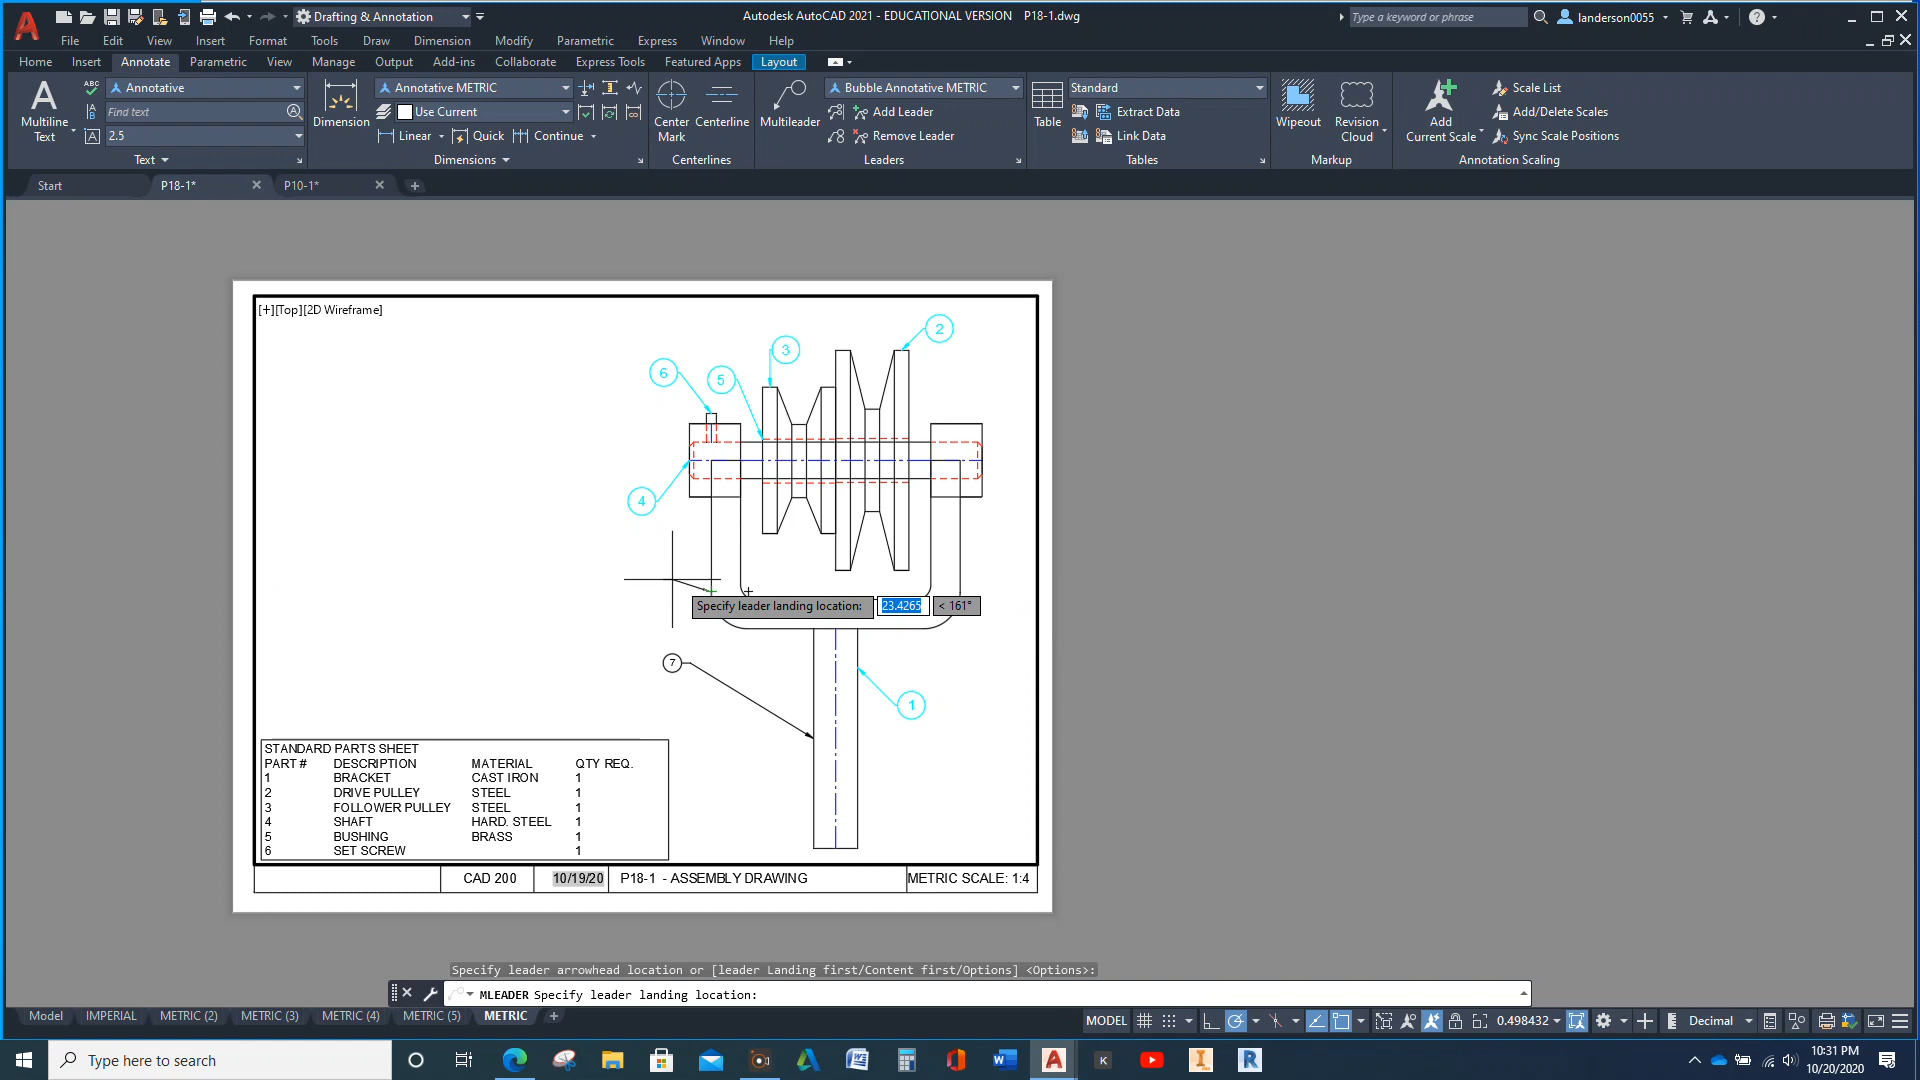 Drafting & Annotation
Autodesk AutoCAD 2021 - EDUCATIONAL VERSION P18-1.dwg
Type a keyword or phrase
landerson0055
File Edit View Insert Format Tools Draw Dimension Modify Parametric Express Window Help
Home Insert Annotate Parametric View Manage Output Add-ins Collaborate Express Tools Featured Apps Layout
Multiline Text
ABC
Annotative
Find text
2.5
Text
Dimension
Annotative METRIC
Use Current
Linear Quick Continue
Dimensions
Center Mark
Centerline
Centerlines
Multileader
Bubble Annotative METRIC
Add Leader
Remove Leader
Leaders
Table
Standard
Extract Data
Link Data
Tables
Wipeout
Revision Cloud
Markup
Add Current Scale
Scale List
Add/Delete Scales
Sync Scale Positions
Annotation Scaling
Start P18-1* P10-1*
[+][Top][2D Wireframe]
2
3
6
5
4
Specify leader landing location: 23.4265 < 161°
7
1
STANDARD PARTS SHEET
PART # DESCRIPTION MATERIAL QTY REQ.
1 BRACKET CAST IRON 1
2 DRIVE PULLEY STEEL 1
3 FOLLOWER PULLEY STEEL 1
4 SHAFT HARD. STEEL 1
5 BUSHING BRASS 1
6 SET SCREW 1
CAD 200 10/19/20 P18-1 - ASSEMBLY DRAWING METRIC SCALE: 1:4
Specify leader arrowhead location or [leader Landing first/Content first/Options] <Options>:
MLEADER Specify leader landing location:
Model IMPERIAL METRIC (2) METRIC (3) METRIC (4) METRIC (5) METRIC
MODEL 0.498432 Decimal
Type here to search
10:31 PM
10/20/2020